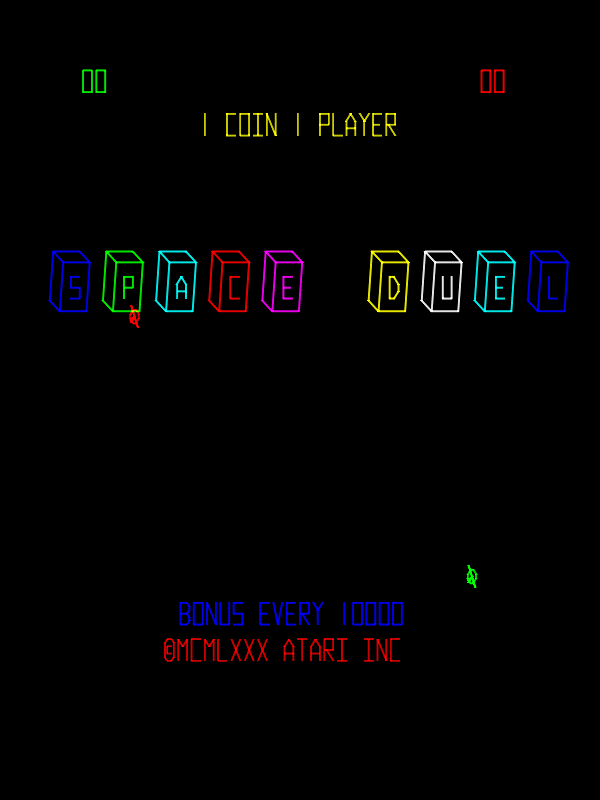 00 00
1 COIN 1 PLAYER
SPACE DUEL
BONUS EVERY 10000
©MCMLXXX ATARI INC